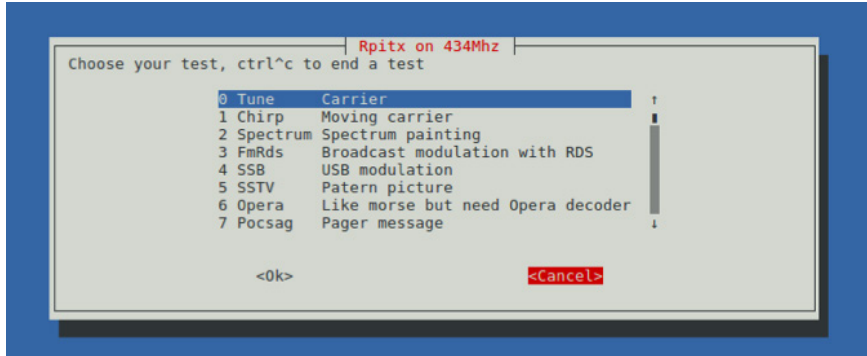 Rpitx on 434Mhz
Choose your test, ctrl^c to end a test
0 Tune Carrier
1 Chirp Moving carrier
2 Spectrum Spectrum painting
3 FmRds Broadcast modulation with RDS
4 SSB USB modulation
5 SSTV Patern picture
6 Opera Like morse but need Opera decoder
7 Pocsag Pager message
<Ok> <Cancel>